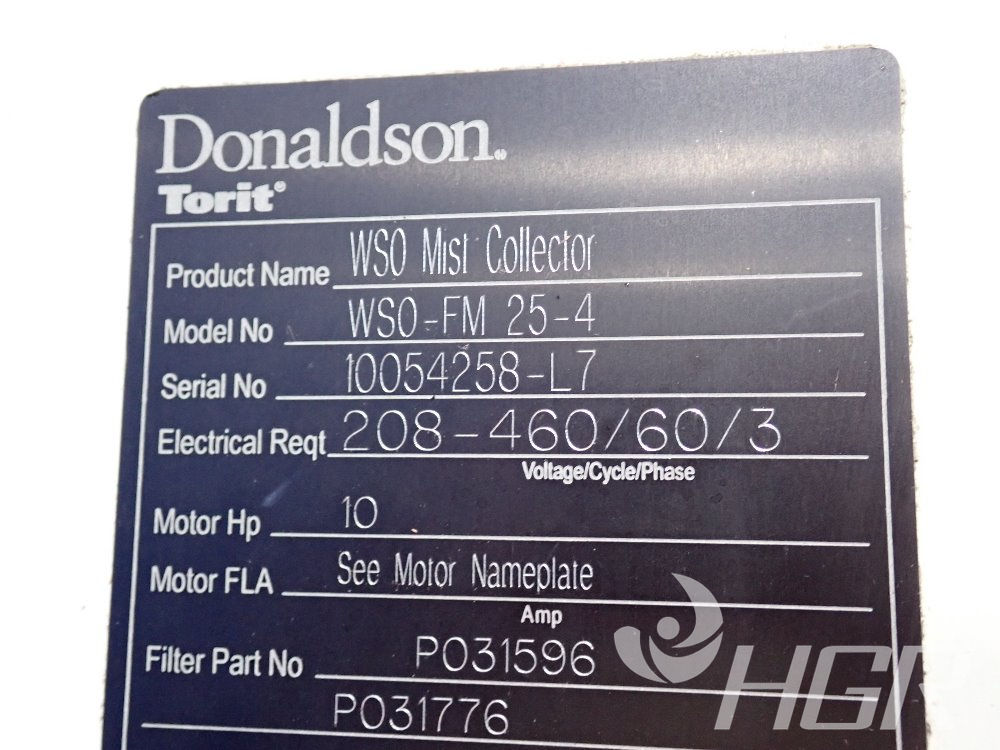 Donaldson®
Torit®
Product Name WSO Mist Collector
Model No WSO-FM 25-4
Serial No 10054258-L7
Electrical Reqt 208-460/60/3
Voltage/Cycle/Phase
Motor Hp 10
Motor FLA See Motor Nameplate
Amp
Filter Part No P031596
P031776